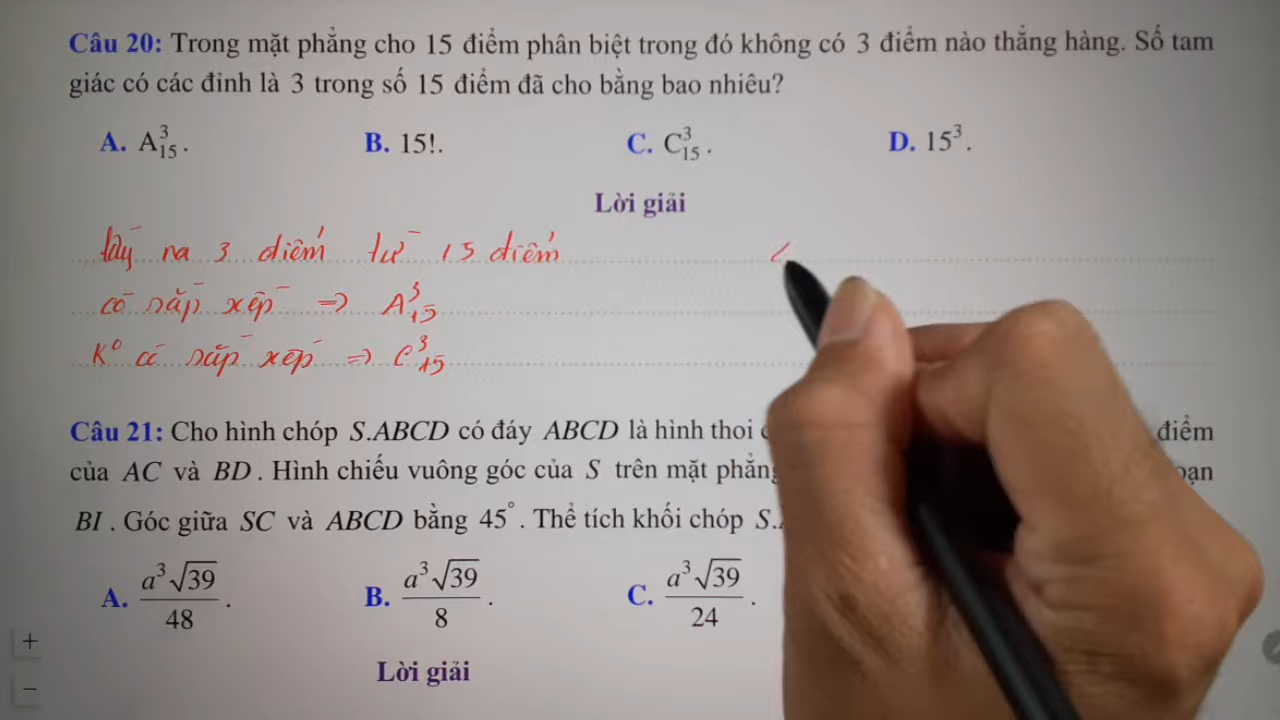 Câu 20: Trong mặt phẳng cho 15 điểm phân biệt trong đó không có 3 điểm nào thẳng hàng. Số tam
giác có các đỉnh là 3 trong số 15 điểm đã cho bằng bao nhiêu?
A. A³₁₅. B. 15!. C. C³₁₅. D. 15³.
Lời giải
lấy ra 3 điểm từ 15 điểm
có sắp xếp => A³₁₅
K° có sắp xếp => C³₁₅
Câu 21: Cho hình chóp S.ABCD có đáy ABCD là hình thoi điểm
của AC và BD. Hình chiếu vuông góc của S trên mặt phẳng
BI. Góc giữa SC và ABCD bằng 45°. Thể tích khối chóp
A. a³√39/48. B. a³√39/8. C. a³√39/24.
Lời giải
+
−